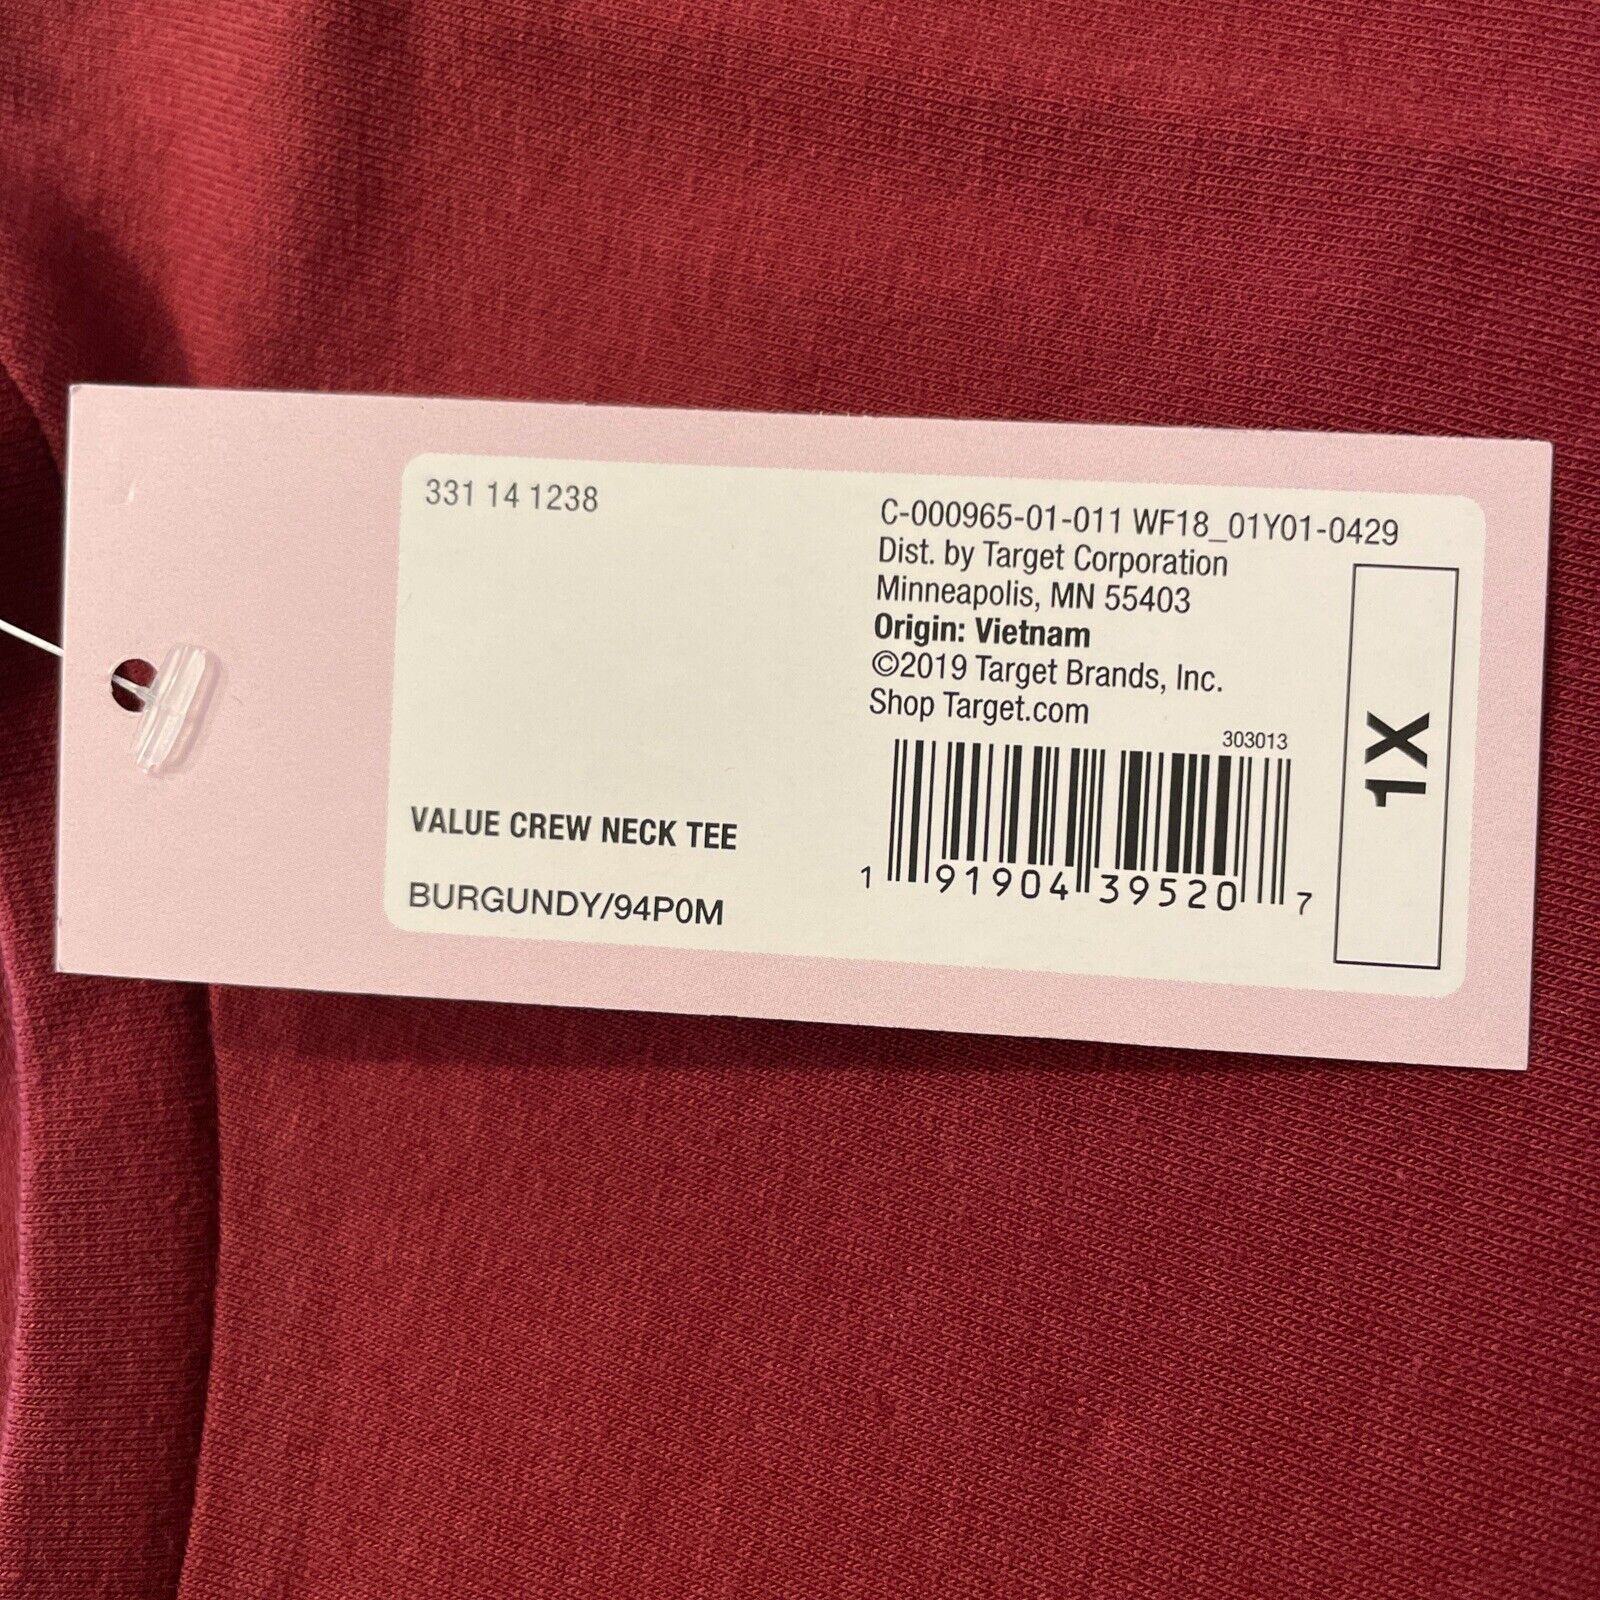 331 14 1238
C-000965-01-011 WF18_01Y01-0429
Dist. by Target Corporation
Minneapolis, MN 55403
Origin: Vietnam
©2019 Target Brands, Inc.
Shop Target.com
303013
1 91904 39520 7
1X
VALUE CREW NECK TEE
BURGUNDY/94P0M